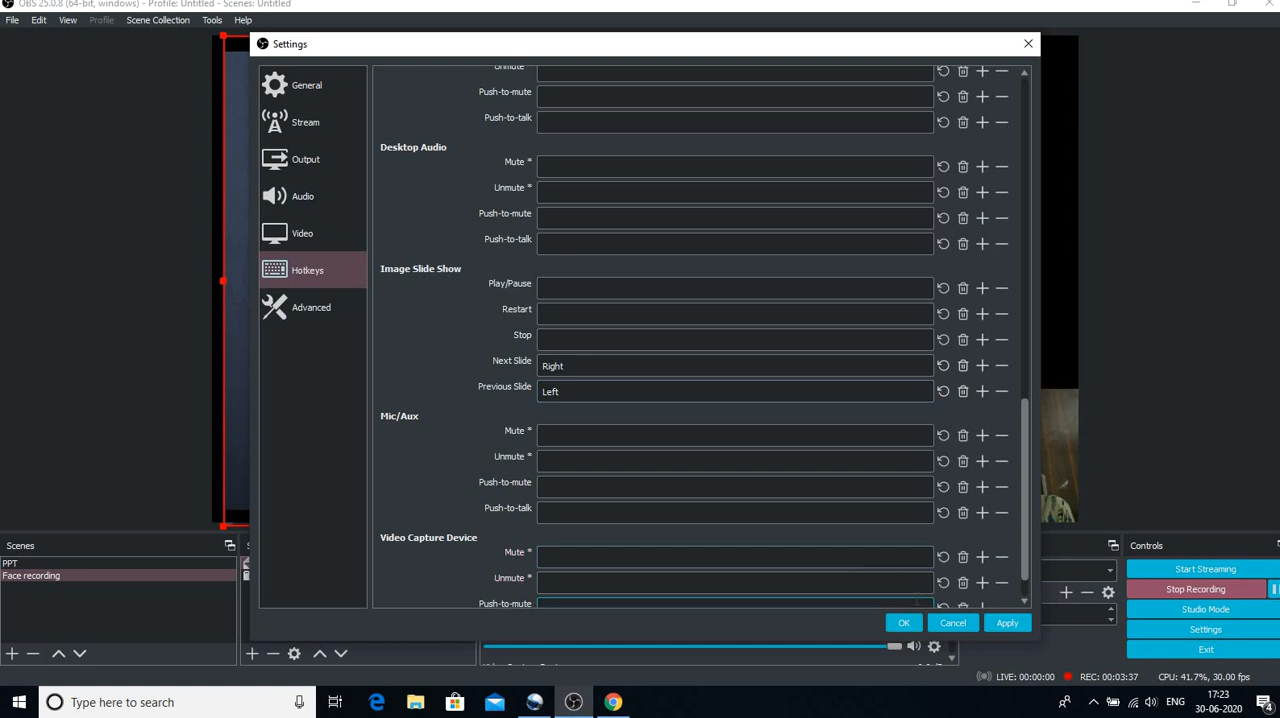 OBS 25.0.8 (64-bit, windows) - Profile: Untitled - Scenes: Untitled
File Edit View Profile Scene Collection Tools Help
Settings
General
Stream
Output
Audio
Video
Hotkeys
Advanced
Unmute *
Push-to-mute
Push-to-talk
Desktop Audio
Mute *
Unmute *
Push-to-mute
Push-to-talk
Image Slide Show
Play/Pause
Restart
Stop
Next Slide Right
Previous Slide Left
Mic/Aux
Mute *
Unmute *
Push-to-mute
Push-to-talk
Video Capture Device
Mute *
Unmute *
Push-to-mute
OK Cancel Apply
Scenes
PPT
Face recording
Controls
Start Streaming
Stop Recording
Studio Mode
Settings
Exit
LIVE: 00:00:00 REC: 00:03:37 CPU: 41.7%, 30.00 fps
Type here to search
ENG
17:23
30-06-2020
4